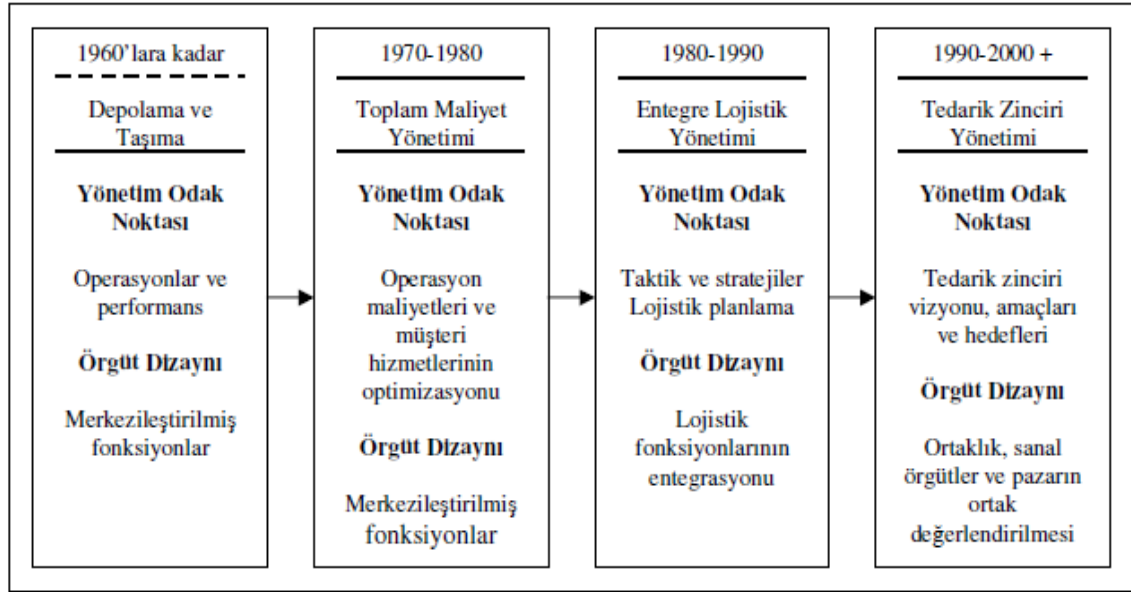 1960'lara kadar
Depolama ve
Taşıma
Yönetim Odak
Noktası
Operasyonlar ve
performans
Örgüt Dizaynı
Merkezileştirilmiş
fonksiyonlar
1970-1980
Toplam Maliyet
Yönetimi
Yönetim Odak
Noktası
Operasyon
maliyetleri ve
müşteri
hizmetlerinin
optimizasyonu
Örgüt Dizaynı
Merkezileştirilmiş
fonksiyonlar
1980-1990
Entegre Lojistik
Yönetimi
Yönetim Odak
Noktası
Taktik ve stratejiler
Lojistik planlama
Örgüt Dizaynı
Lojistik
fonksiyonlarının
entegrasyonu
1990-2000 +
Tedarik Zinciri
Yönetimi
Yönetim Odak
Noktası
Tedarik zinciri
vizyonu, amaçları
ve hedefleri
Örgüt Dizaynı
Ortaklık, sanal
örgütler ve pazarın
ortak
değerlendirilmesi